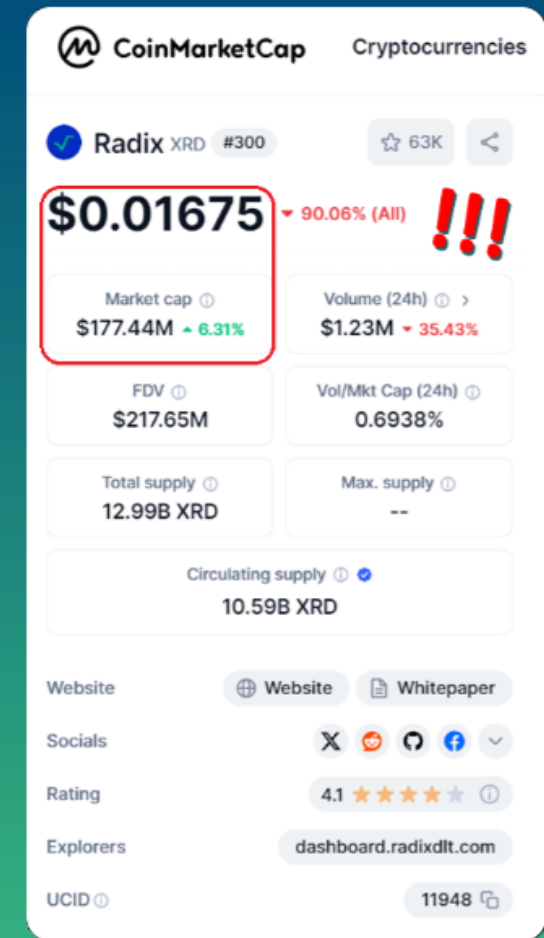 CoinMarketCap Cryptocurrencies
Radix XRD #300 63K
$0.01675 90.06% (All) !!!
Market cap Volume (24h)
$177.44M 6.31% $1.23M 35.43%
FDV Vol/Mkt Cap (24h)
$217.65M 0.6938%
Total supply Max. supply
12.99B XRD --
Circulating supply
10.59B XRD
Website Website Whitepaper
Socials
Rating 4.1
Explorers dashboard.radixdlt.com
UCID 11948